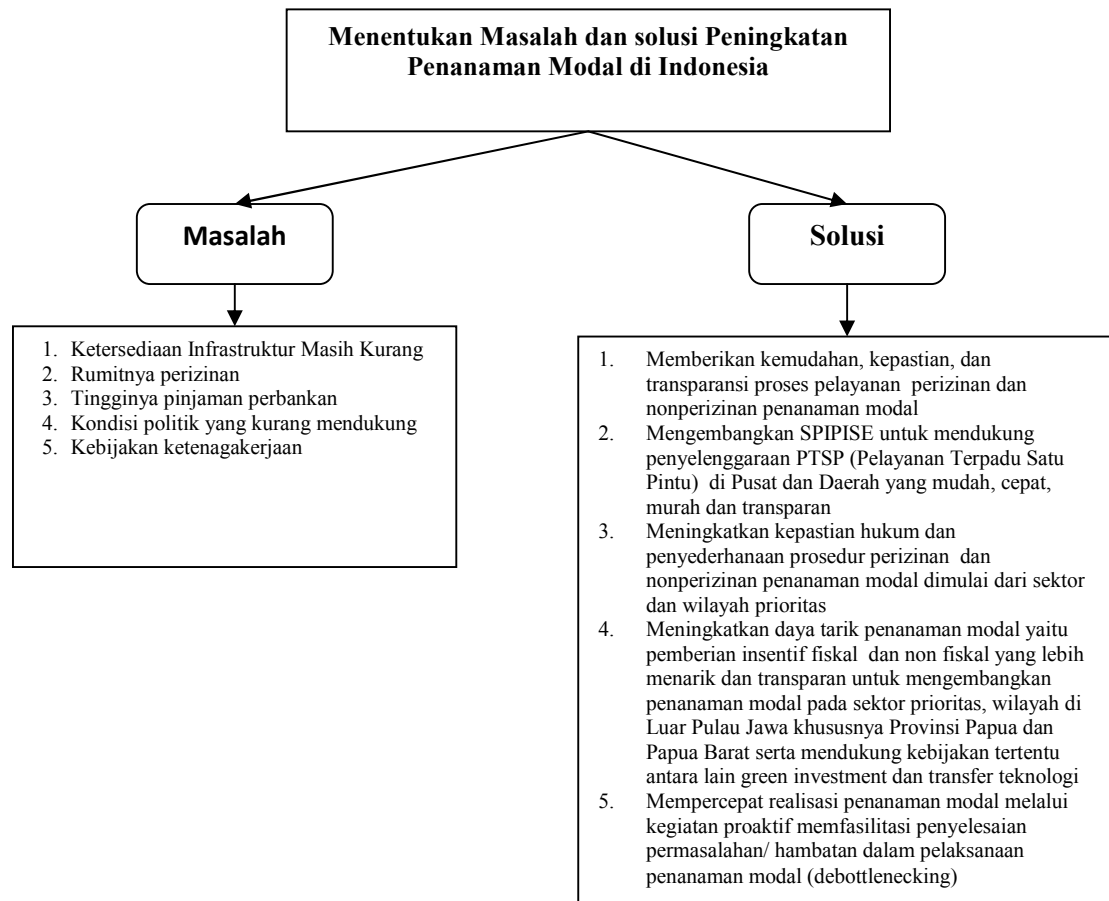 Menentukan Masalah dan solusi Peningkatan
Penanaman Modal di Indonesia
Masalah
Solusi
1. Ketersediaan Infrastruktur Masih Kurang
2. Rumitnya perizinan
3. Tingginya pinjaman perbankan
4. Kondisi politik yang kurang mendukung
5. Kebijakan ketenagakerjaan
1. Memberikan kemudahan, kepastian, dan
transparansi proses pelayanan perizinan dan
nonperizinan penanaman modal
2. Mengembangkan SPIPISE untuk mendukung
penyelenggaraan PTSP (Pelayanan Terpadu Satu
Pintu) di Pusat dan Daerah yang mudah, cepat,
murah dan transparan
3. Meningkatkan kepastian hukum dan
penyederhanaan prosedur perizinan dan
nonperizinan penanaman modal dimulai dari sektor
dan wilayah prioritas
4. Meningkatkan daya tarik penanaman modal yaitu
pemberian insentif fiskal dan non fiskal yang lebih
menarik dan transparan untuk mengembangkan
penanaman modal pada sektor prioritas, wilayah di
Luar Pulau Jawa khususnya Provinsi Papua dan
Papua Barat serta mendukung kebijakan tertentu
antara lain green investment dan transfer teknologi
5. Mempercepat realisasi penanaman modal melalui
kegiatan proaktif memfasilitasi penyelesaian
permasalahan/ hambatan dalam pelaksanaan
penanaman modal (debottlenecking)